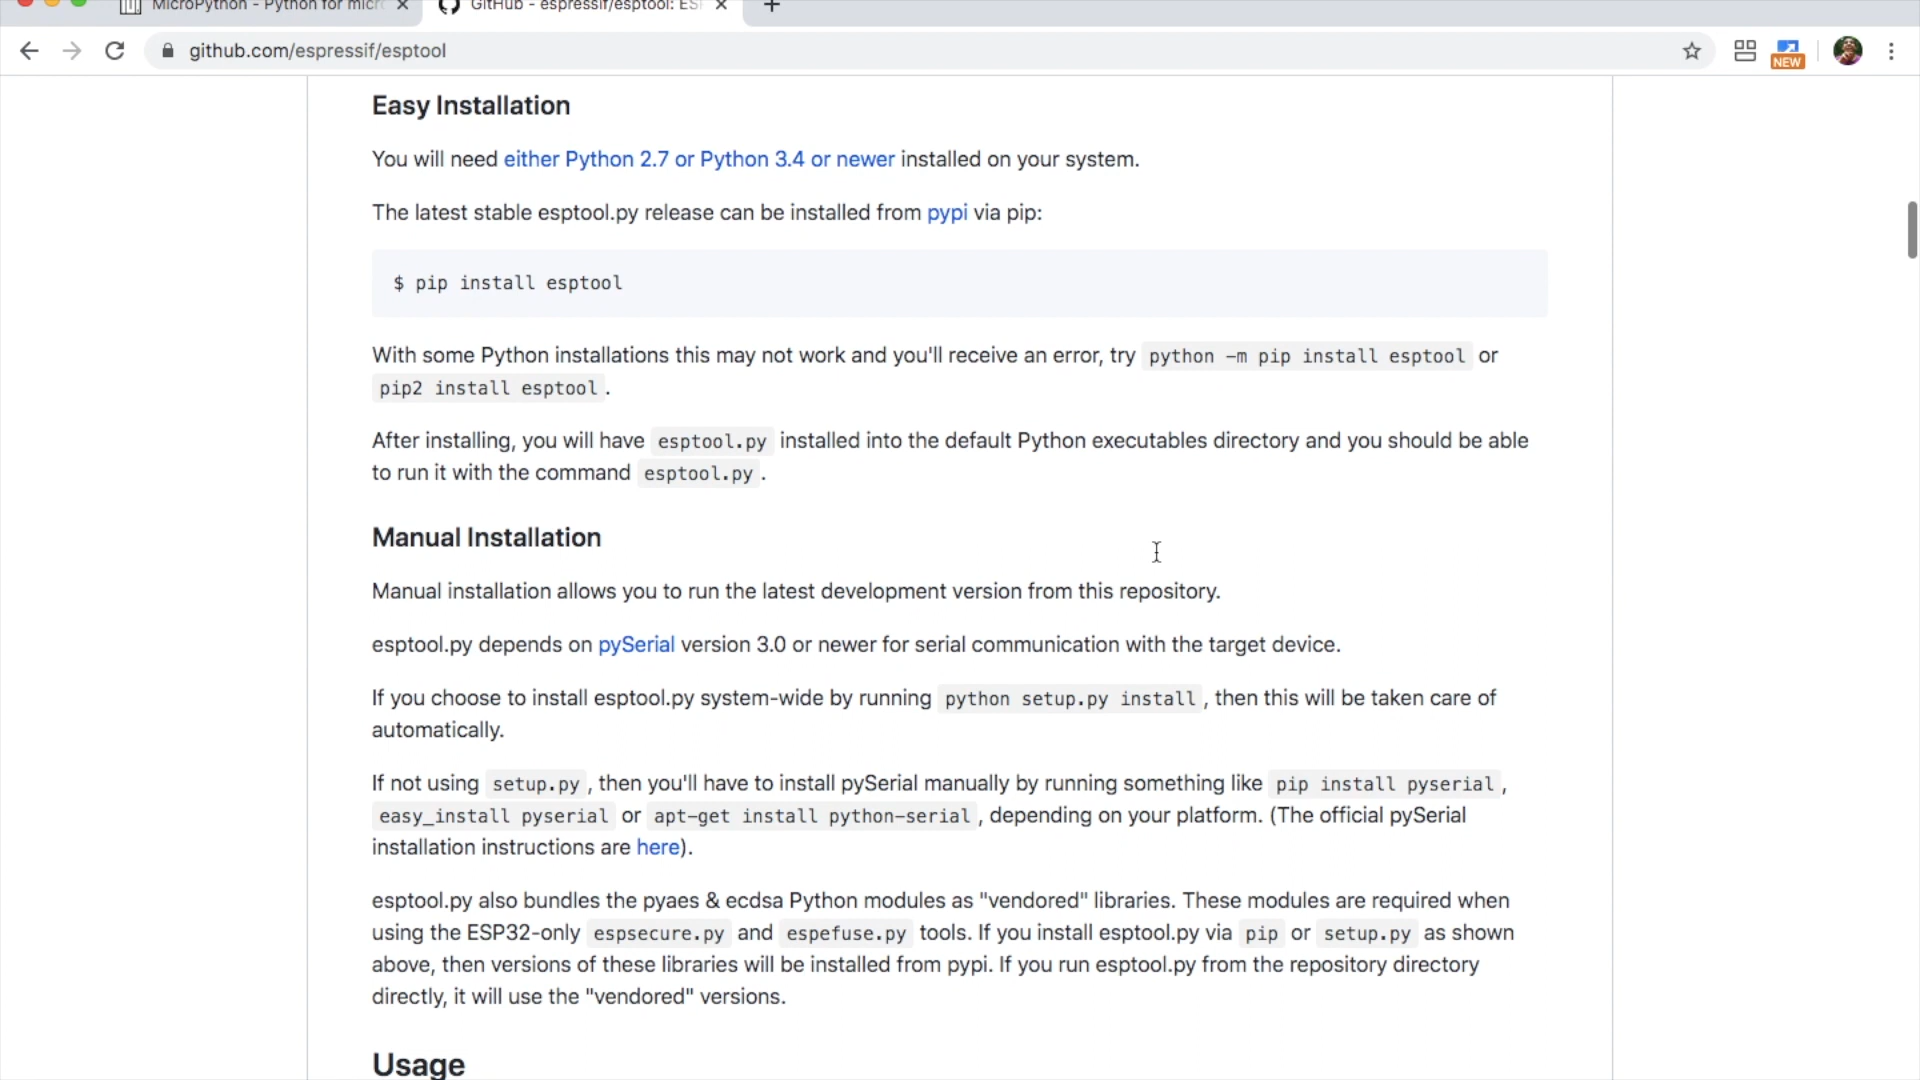 MicroPython - Python for micr
GitHub - espressif/esptool: ES
github.com/espressif/esptool
NEW
Easy Installation
You will need either Python 2.7 or Python 3.4 or newer installed on your system.
The latest stable esptool.py release can be installed from pypi via pip:
$ pip install esptool
With some Python installations this may not work and you'll receive an error, try python -m pip install esptool or
pip2 install esptool.
After installing, you will have esptool.py installed into the default Python executables directory and you should be able
to run it with the command esptool.py.
Manual Installation
Manual installation allows you to run the latest development version from this repository.
esptool.py depends on pySerial version 3.0 or newer for serial communication with the target device.
If you choose to install esptool.py system-wide by running python setup.py install, then this will be taken care of
automatically.
If not using setup.py, then you'll have to install pySerial manually by running something like pip install pyserial,
easy_install pyserial or apt-get install python-serial, depending on your platform. (The official pySerial
installation instructions are here).
esptool.py also bundles the pyaes & ecdsa Python modules as "vendored" libraries. These modules are required when
using the ESP32-only espsecure.py and espefuse.py tools. If you install esptool.py via pip or setup.py as shown
above, then versions of these libraries will be installed from pypi. If you run esptool.py from the repository directory
directly, it will use the "vendored" versions.
Usage